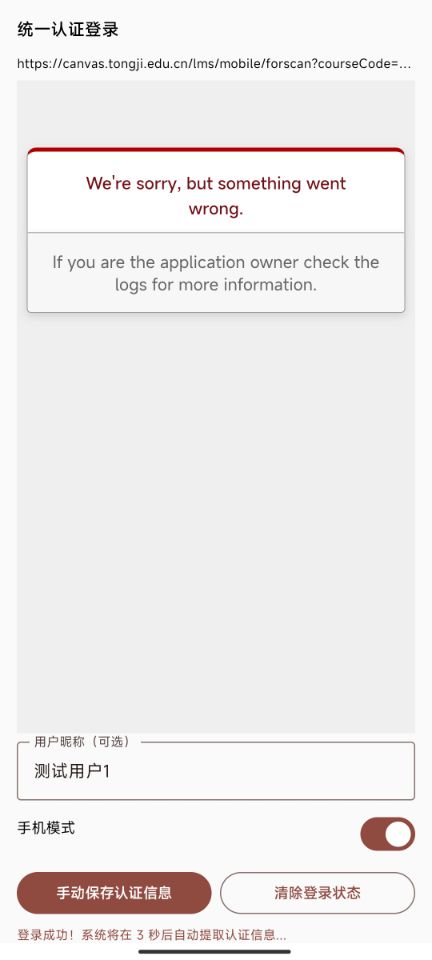 统一认证登录
https://canvas.tongji.edu.cn/lms/mobile/forscan?courseCode=...
We're sorry, but something went
wrong.
If you are the application owner check the
logs for more information.
用户昵称（可选）
测试用户1
手机模式
手动保存认证信息
清除登录状态
登录成功！系统将在 3 秒后自动提取认证信息...